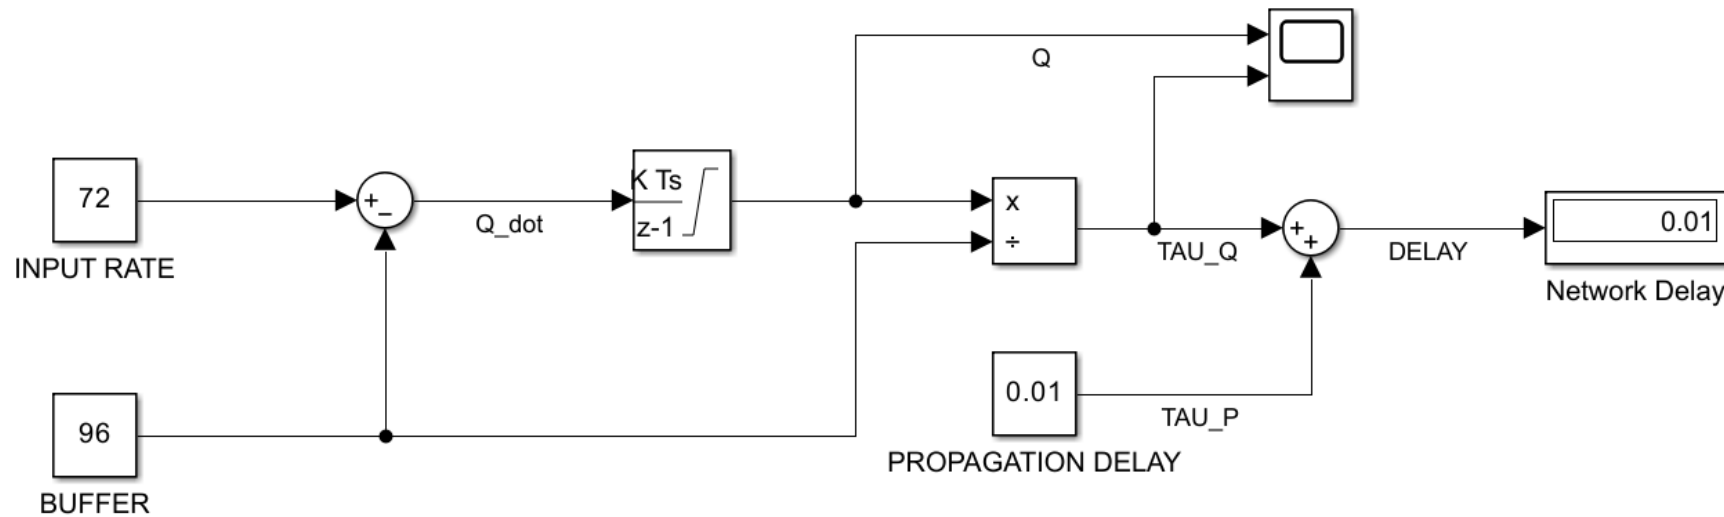 Q
72
+
−
K Ts
z-1
Q_dot
x
÷
INPUT RATE
+
+
TAU_Q
DELAY
0.01
Network Delay
96
BUFFER
0.01
TAU_P
PROPAGATION DELAY